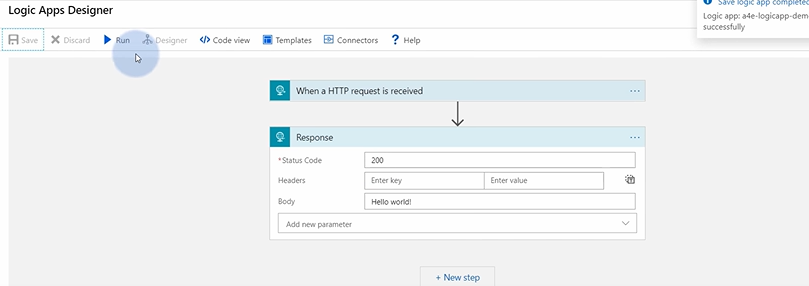 Logic Apps Designer
Save logic app completed
Logic app: a4e-logicapp-dem
successfully
Save Discard Run Designer Code view Templates Connectors ? Help
When a HTTP request is received ...
Response ...
*Status Code 200
Headers Enter key Enter value
Body Hello world!
Add new parameter
+ New step